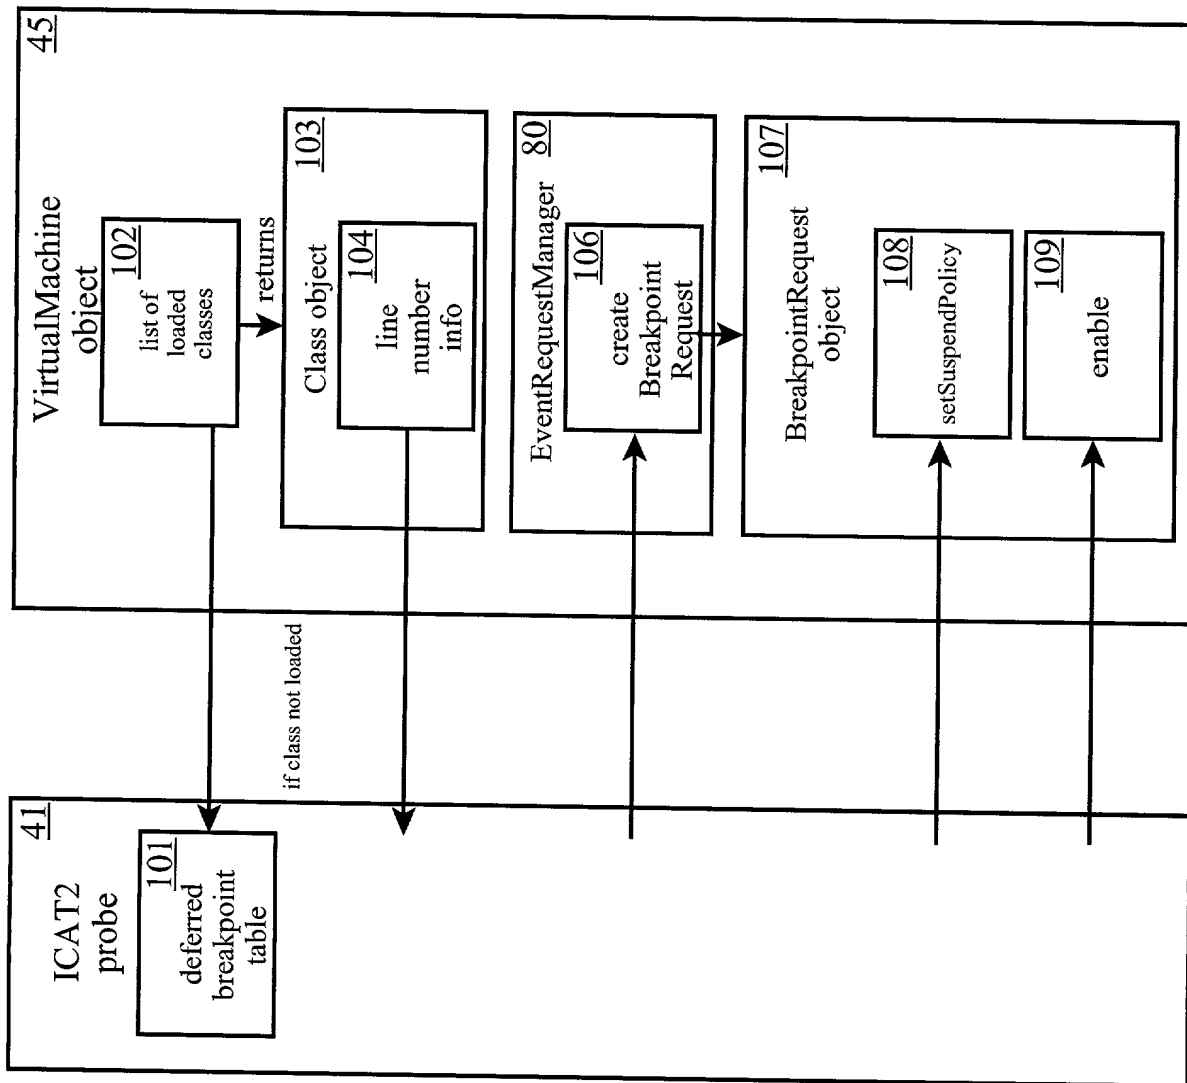 45
VirtualMachine
object
102
list of
loaded
classes
returns
103
Class object
104
line
number
info
80
EventRequestManager
106
create
Breakpoint
Request
107
BreakpointRequest
object
108
setSuspendPolicy
109
enable
if class not loaded
41
ICAT2
probe
101
deferred
breakpoint
table